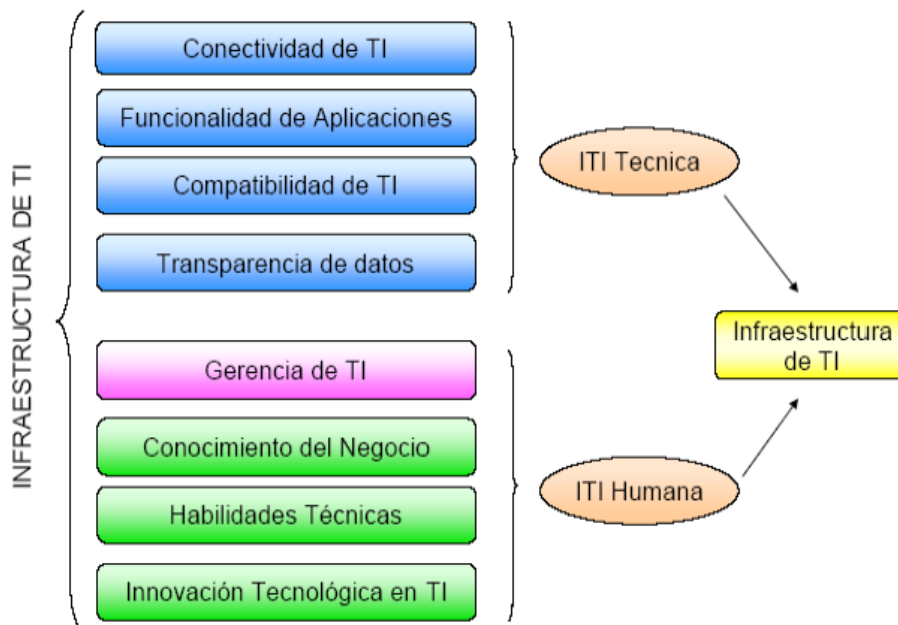 INFRAESTRUCTURA DE TI
Conectividad de TI
Funcionalidad de Aplicaciones
Compatibilidad de TI
Transparencia de datos
Gerencia de TI
Conocimiento del Negocio
Habilidades Técnicas
Innovación Tecnológica en TI
ITI Tecnica
ITI Humana
Infraestructura
de TI